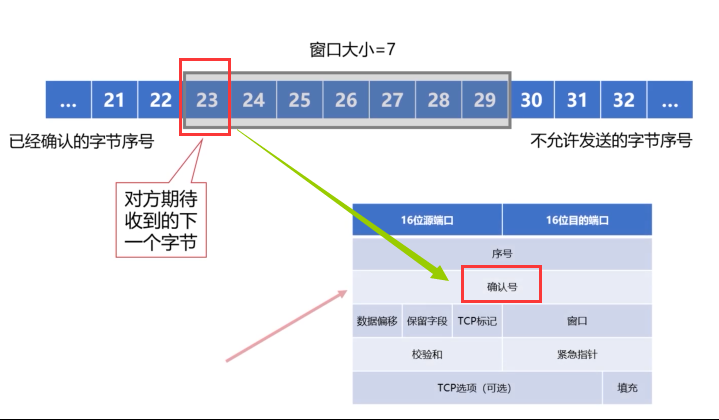 窗口大小=7
... 21 22 23 24 25 26 27 28 29 30 31 32 ...
已经确认的字节序号
不允许发送的字节序号
对方期待
收到的下
一个字节
16位源端口 16位目的端口
序号
确认号
数据偏移 保留字段 TCP标记 窗口
校验和 紧急指针
TCP选项（可选） 填充